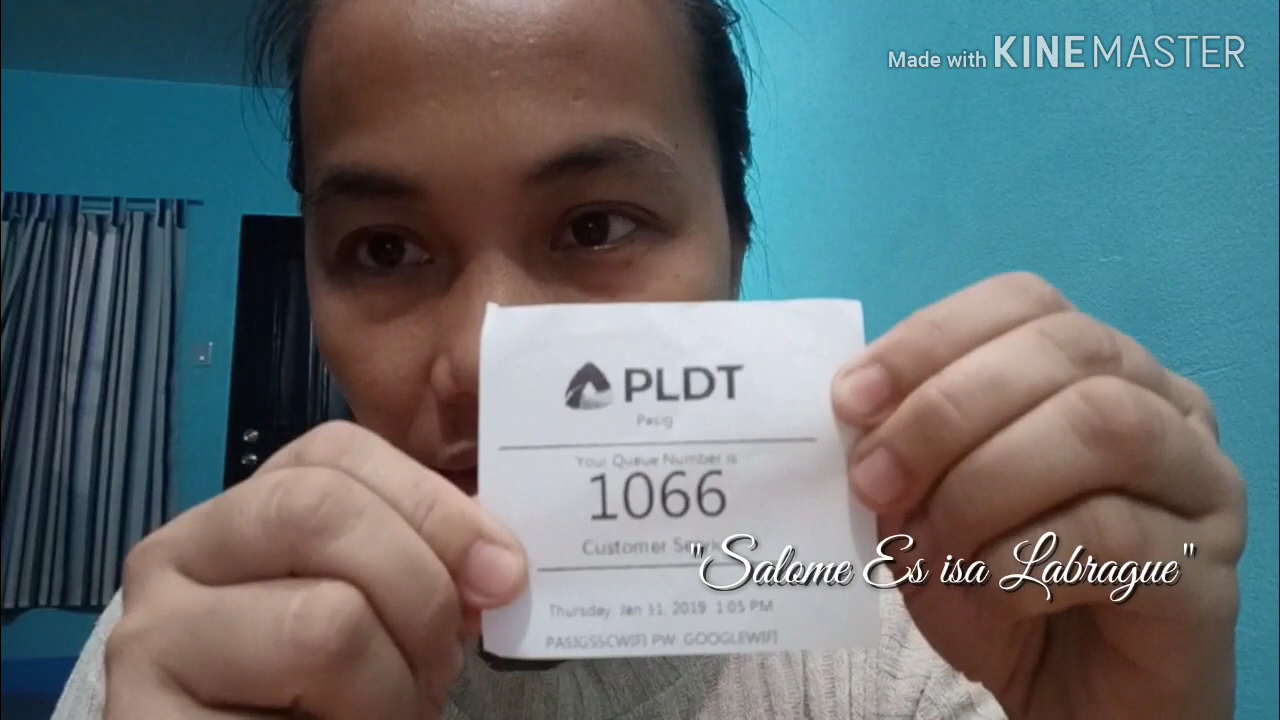 Made with KINEMASTER
PLDT
Pasig
Your Queue Number is
1066
Customer
"Salome Es isa Labrague"
Thursday, Jan 31, 2019 1:05 PM
PASIGSSCWIFI PW: GOOGLEWIFI